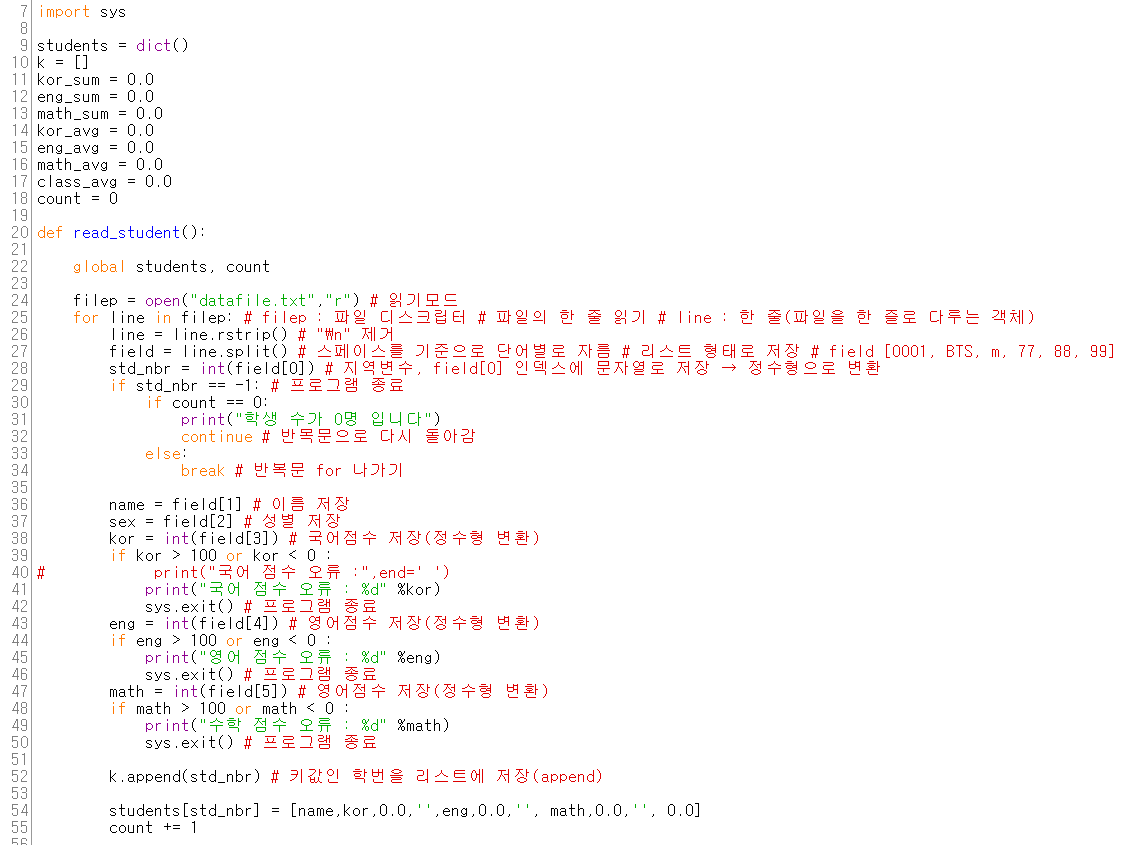 7 import sys
8
9 students = dict()
10 k = []
11 kor_sum = 0.0
12 eng_sum = 0.0
13 math_sum = 0.0
14 kor_avg = 0.0
15 eng_avg = 0.0
16 math_avg = 0.0
17 class_avg = 0.0
18 count = 0
19
20 def read_student():
21
22     global students, count
23
24     filep = open("datafile.txt","r") # 읽기모드
25     for line in filep: # filep : 파일 디스크립터 # 파일의 한 줄 읽기 # line : 한 줄(파일을 한 줄로 다루는 객체)
26         line = line.rstrip() # "₩n" 제거
27         field = line.split() # 스페이스를 기준으로 단어별로 자름 # 리스트 형태로 저장 # field [0001, BTS, m, 77, 88, 99]
28         std_nbr = int(field[0]) # 지역변수, field[0] 인덱스에 문자열로 저장 → 정수형으로 변환
29         if std_nbr == -1: # 프로그램 종료
30             if count == 0:
31                 print("학생 수가 0명 입니다")
32                 continue # 반목문으로 다시 돌아감
33             else:
34                 break # 반복문 for 나가기
35
36         name = field[1] # 이름 저장
37         sex = field[2] # 성별 저장
38         kor = int(field[3]) # 국어점수 저장(정수형 변환)
39         if kor > 100 or kor < 0 :
40 #            print("국어 점수 오류 :",end=' ')
41             print("국어 점수 오류 : %d" %kor)
42             sys.exit() # 프로그램 종료
43         eng = int(field[4]) # 영어점수 저장(정수형 변환)
44         if eng > 100 or eng < 0 :
45             print("영어 점수 오류 : %d" %eng)
46             sys.exit() # 프로그램 종료
47         math = int(field[5]) # 영어점수 저장(정수형 변환)
48         if math > 100 or math < 0 :
49             print("수학 점수 오류 : %d" %math)
50             sys.exit() # 프로그램 종료
51
52         k.append(std_nbr) # 키값인 학번을 리스트에 저장(append)
53
54         students[std_nbr] = [name,kor,0.0,'',eng,0.0,'', math,0.0,'', 0.0]
55         count += 1
56